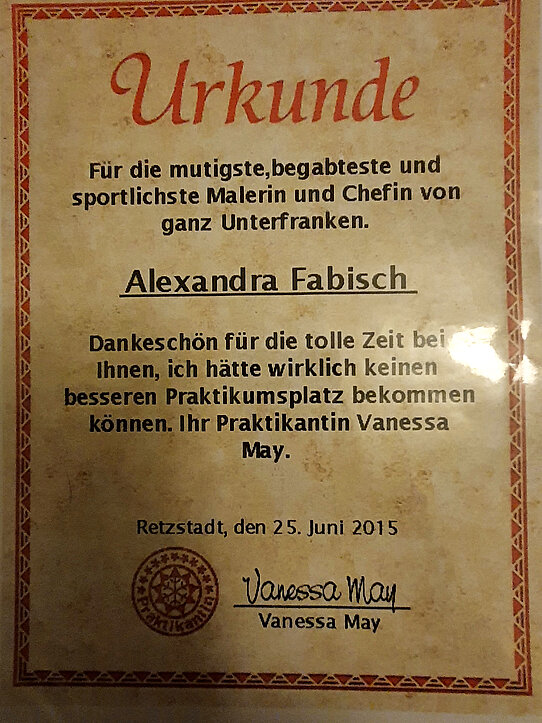 Urkunde
Für die mutigste,begabteste und
sportlichste Malerin und Chefin von
ganz Unterfranken.
Alexandra Fabisch
Dankeschön für die tolle Zeit bei
Ihnen, ich hätte wirklich keinen
besseren Praktikumsplatz bekommen
können. Ihr Praktikantin Vanessa
May.
Retzstadt, den 25. Juni 2015
Praktikantin
Vanessa May
Vanessa May